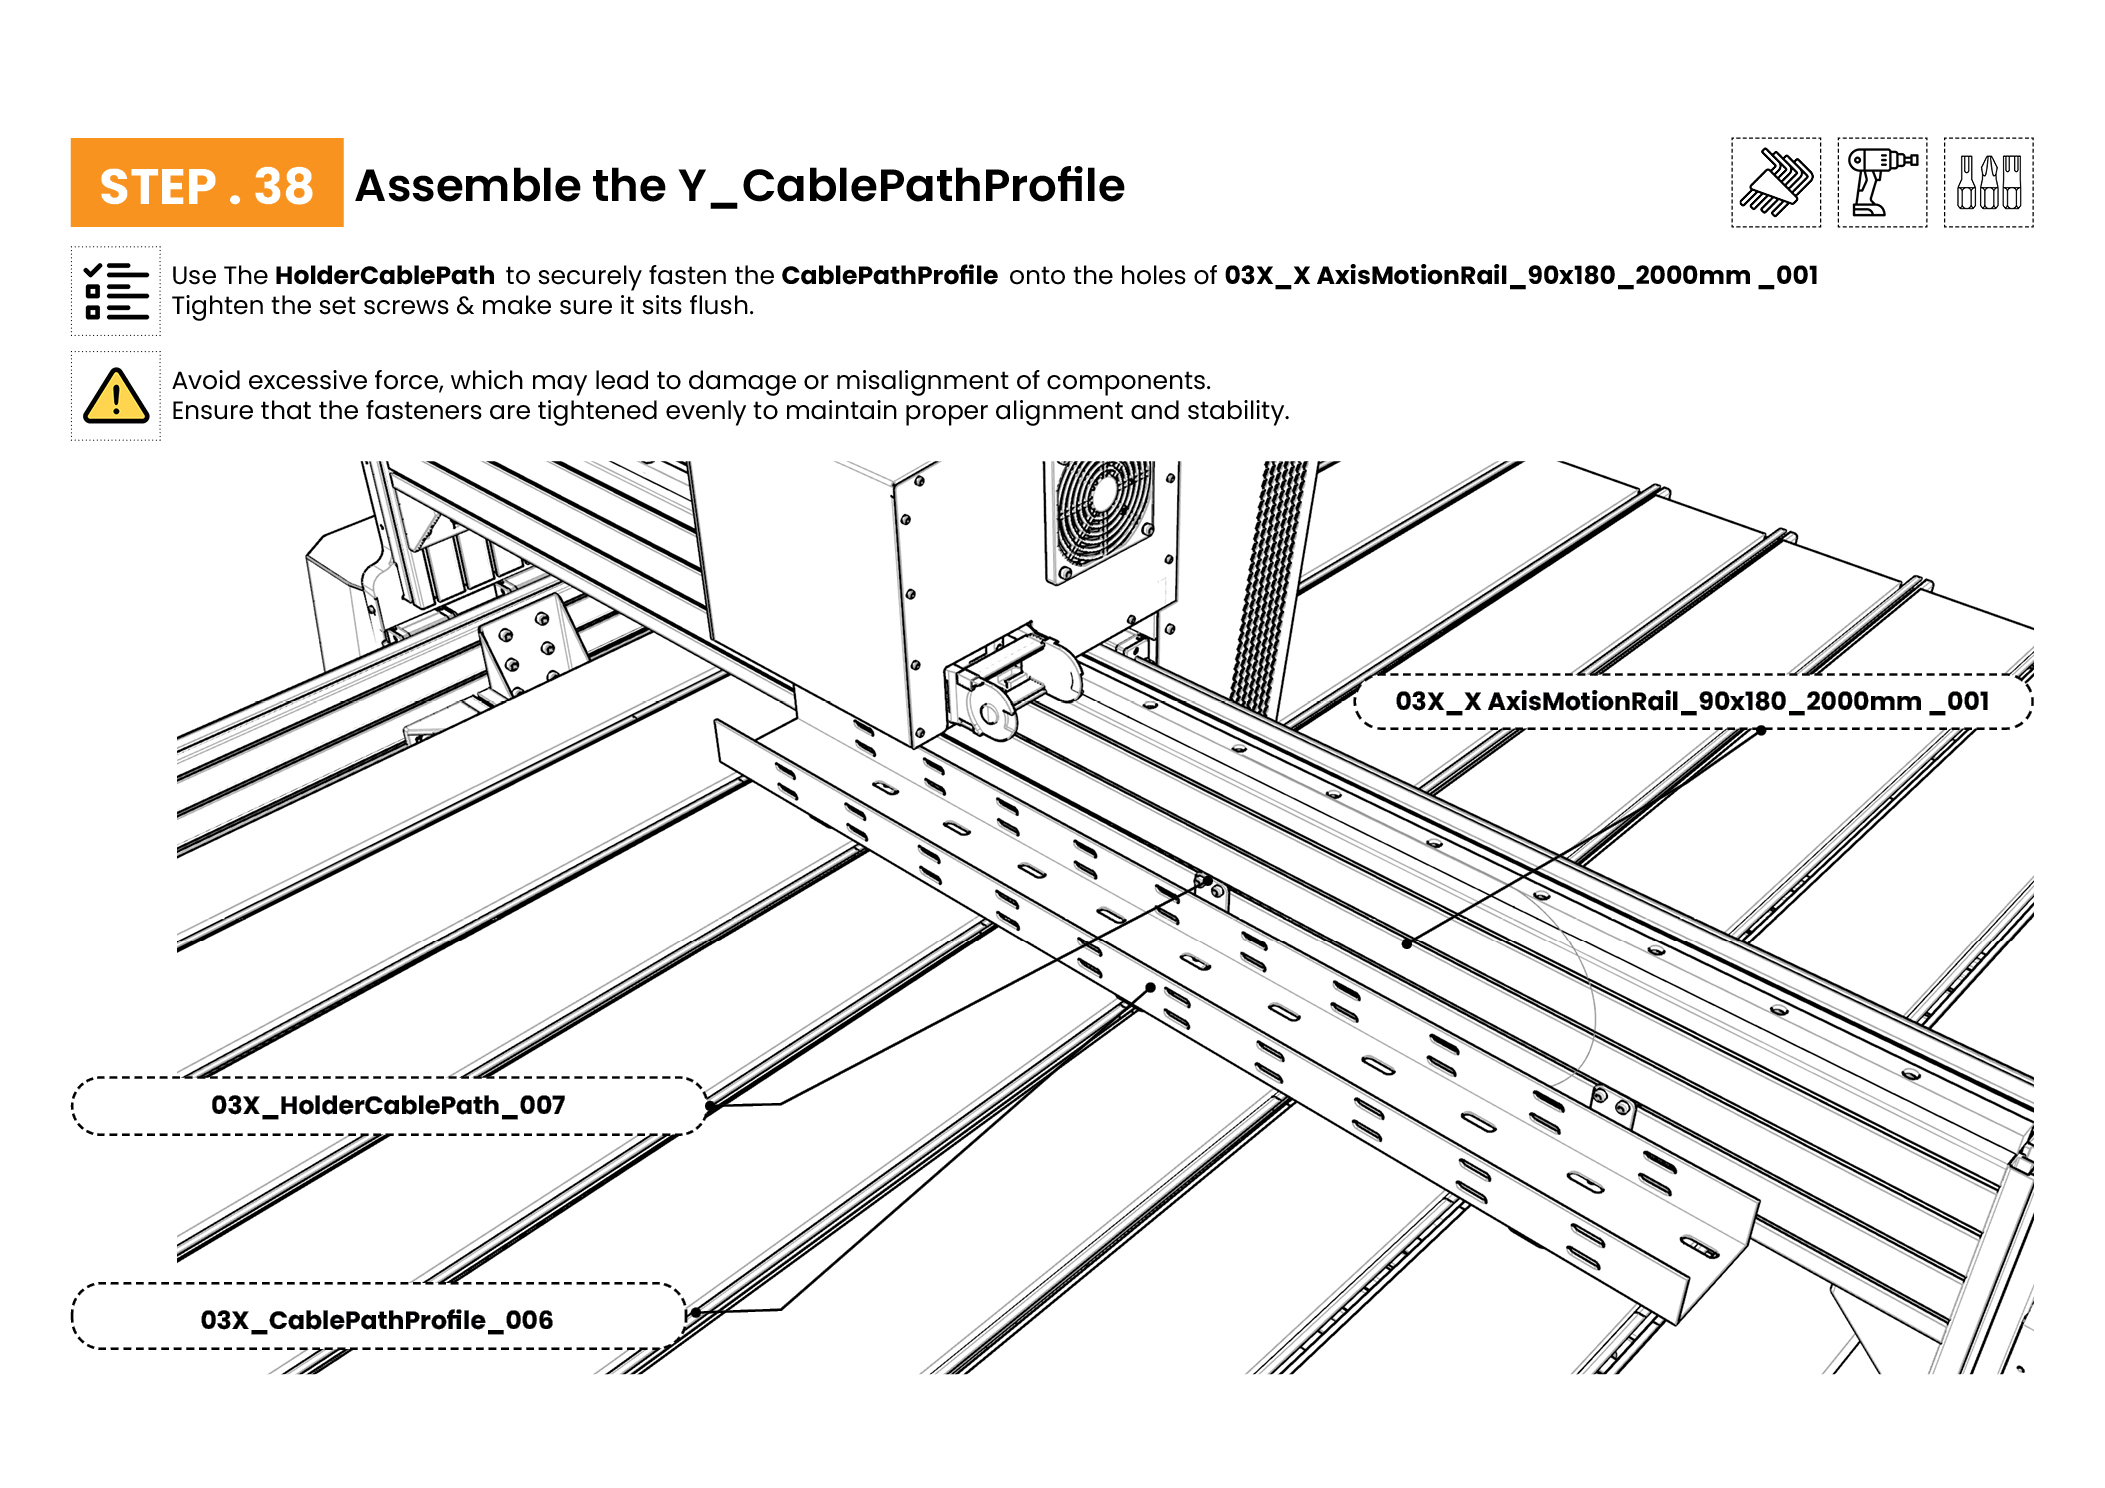 STEP . 38
Assemble the Y_CablePathProfile
Use The HolderCablePath to securely fasten the CablePathProfile onto the holes of 03X_X AxisMotionRail_90x180_2000mm _001
Tighten the set screws & make sure it sits flush.
Avoid excessive force, which may lead to damage or misalignment of components.
Ensure that the fasteners are tightened evenly to maintain proper alignment and stability.
03X_X AxisMotionRail_90x180_2000mm _001
03X_HolderCablePath_007
03X_CablePathProfile_006